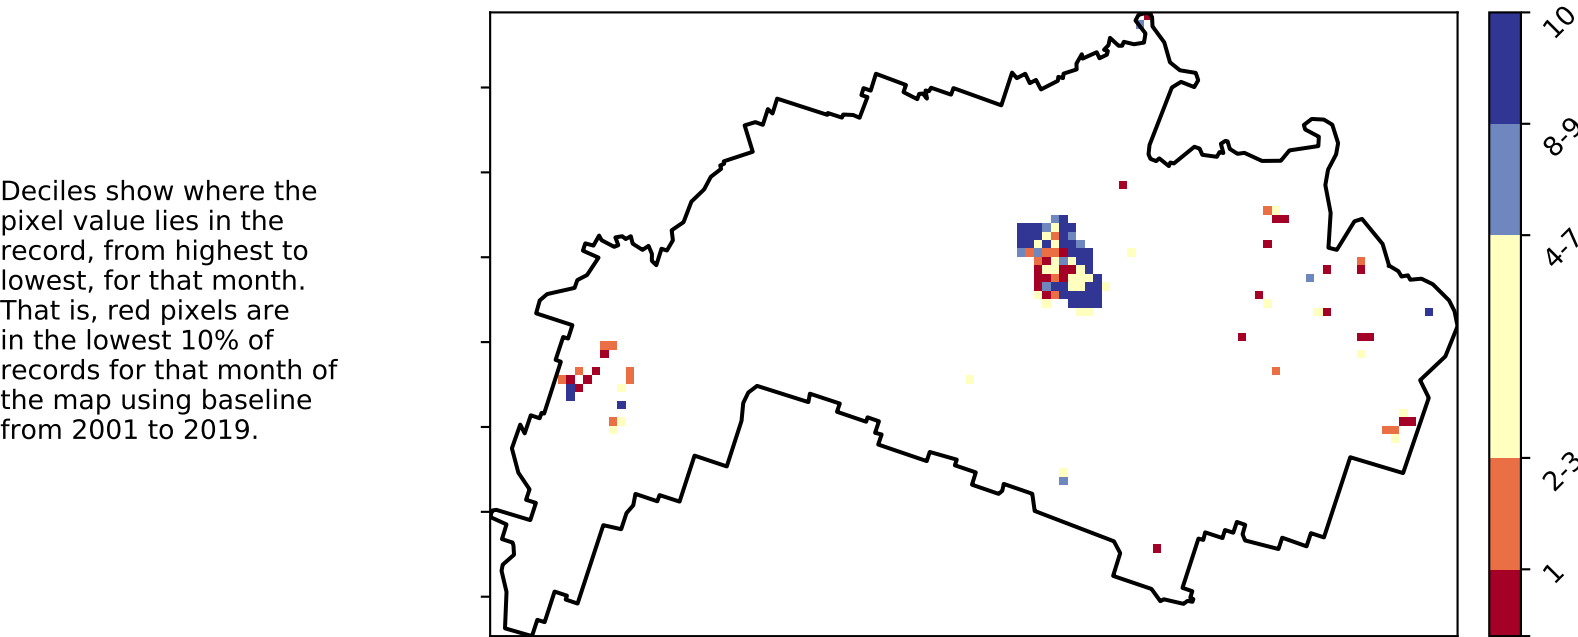 Deciles show where the
pixel value lies in the
record, from highest to
lowest, for that month.
That is, red pixels are
in the lowest 10% of
records for that month of
the map using baseline
from 2001 to 2019.
10
8-9
4-7
2-3
1